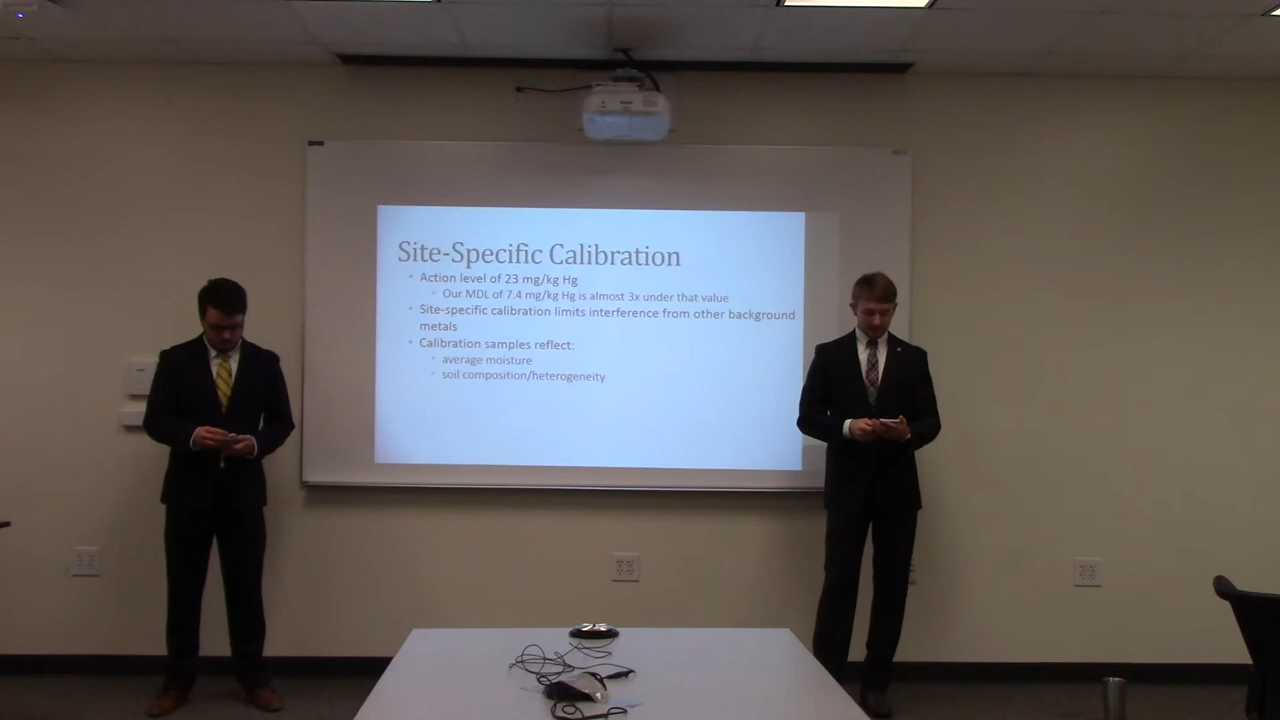 Site-Specific Calibration
Action level of 23 mg/kg Hg
Our MDL of 7.4 mg/kg Hg is almost 3x under that value
Site-specific calibration limits interference from other background
metals
Calibration samples reflect:
average moisture
soil composition/heterogeneity